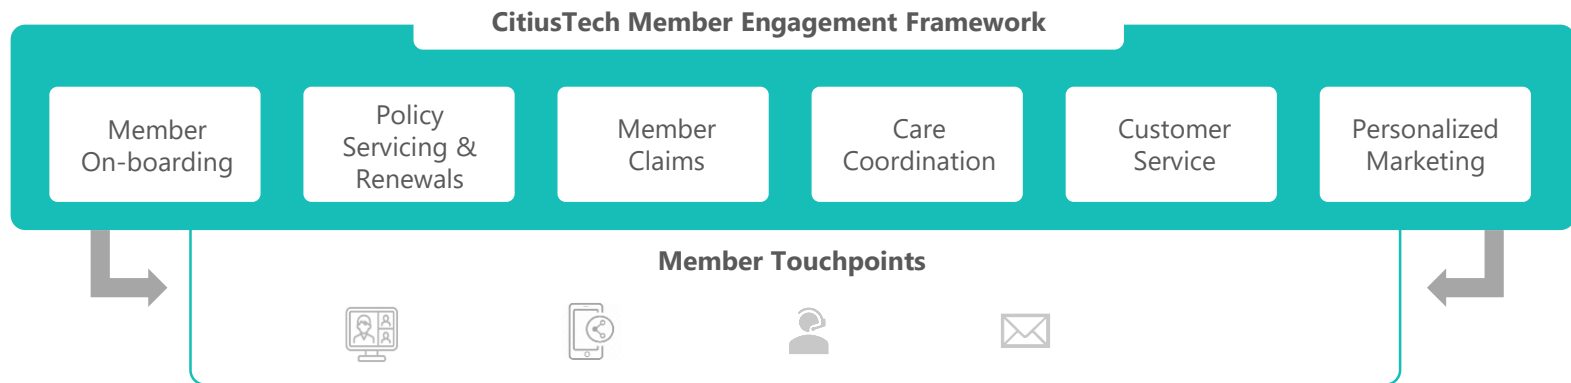 CitiusTech Member Engagement Framework
Member
On-boarding
Policy
Servicing &
Renewals
Member
Claims
Care
Coordination
Customer
Service
Personalized
Marketing
Member Touchpoints